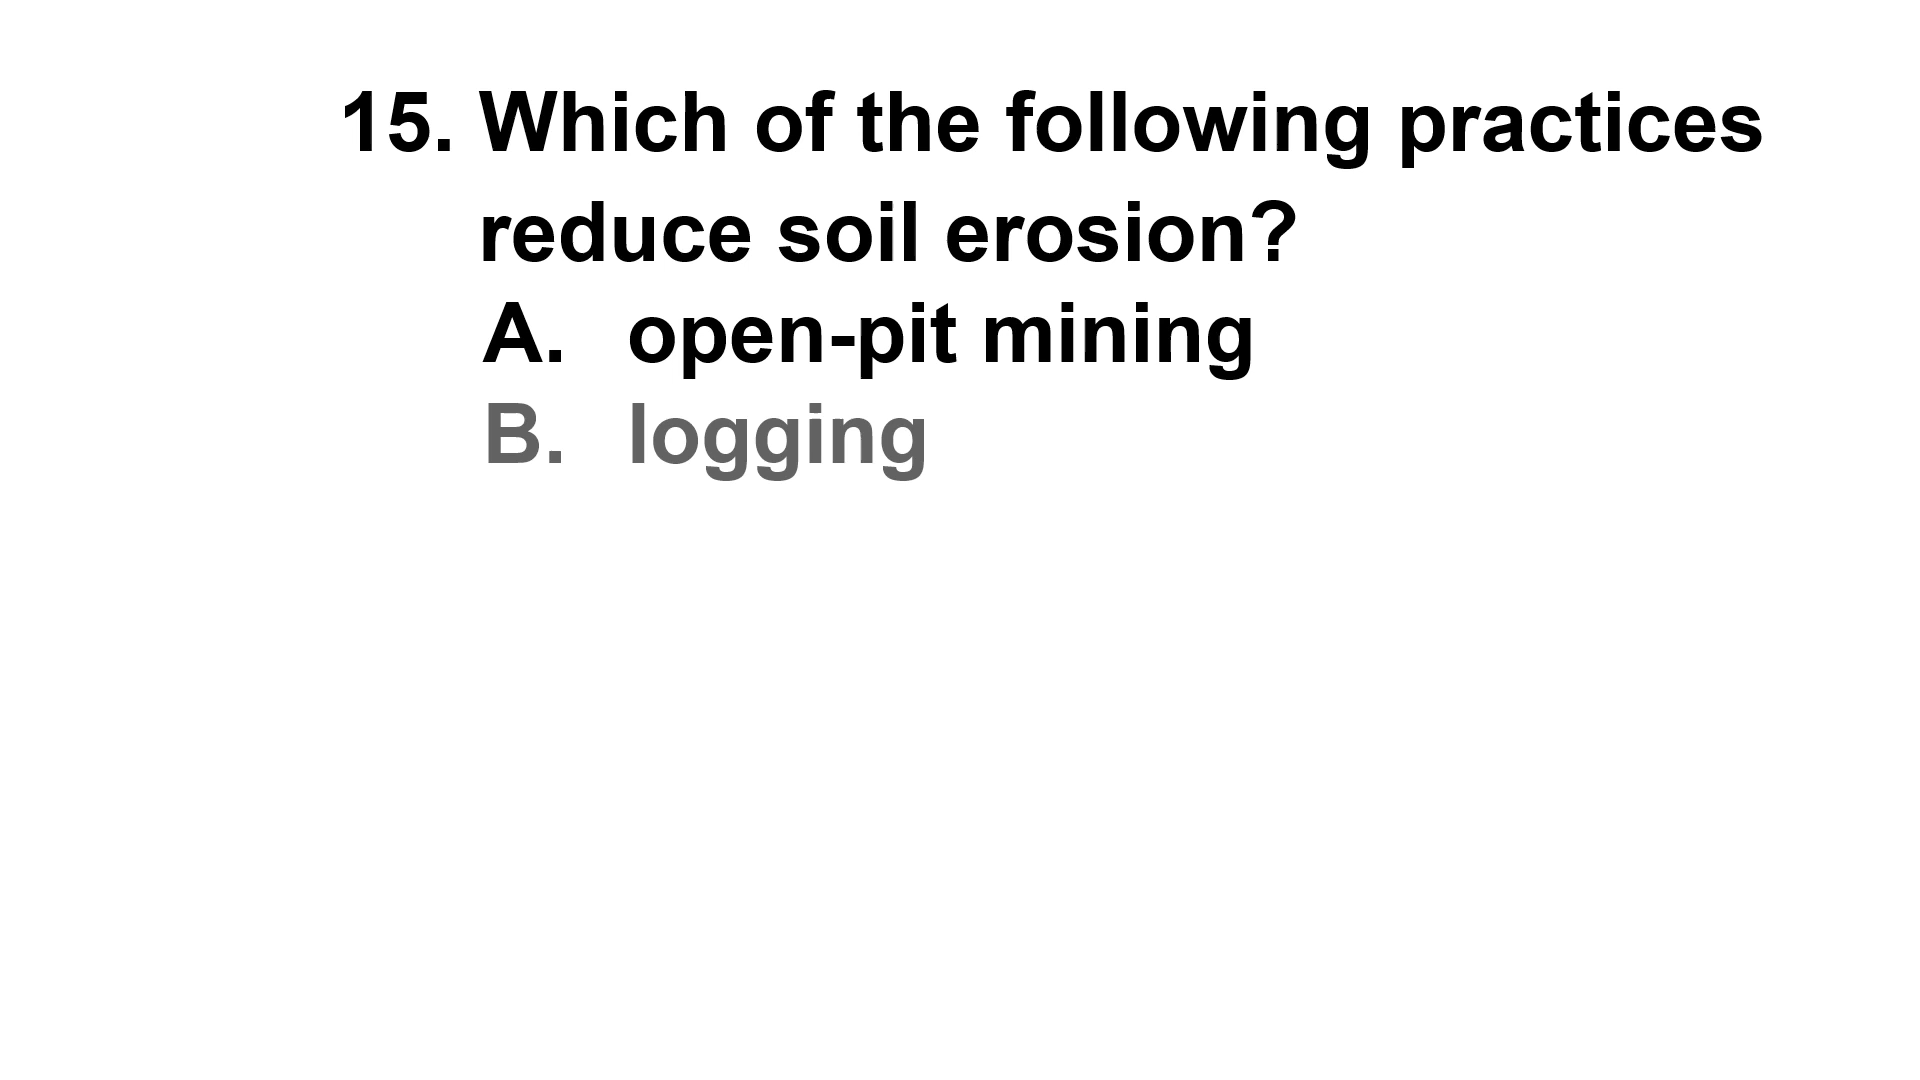 15. Which of the following practices
reduce soil erosion?
A. open-pit mining
B. logging